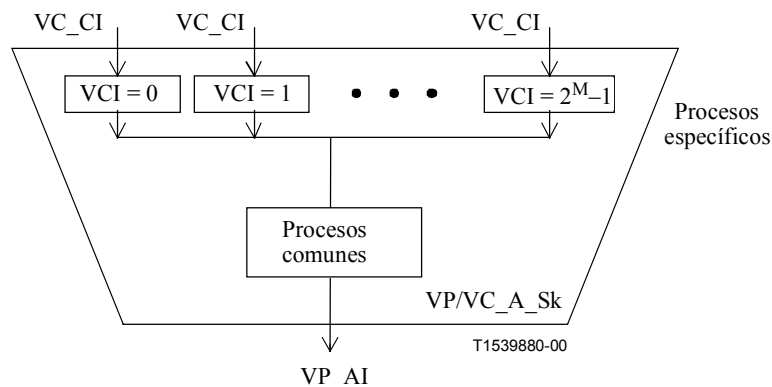 VC_CI VC_CI VC_CI
VCI = 0 VCI = 1 • • • VCI = 2^M–1
Procesos
específicos
Procesos
comunes
VP/VC_A_Sk
T1539880-00
VP_AI